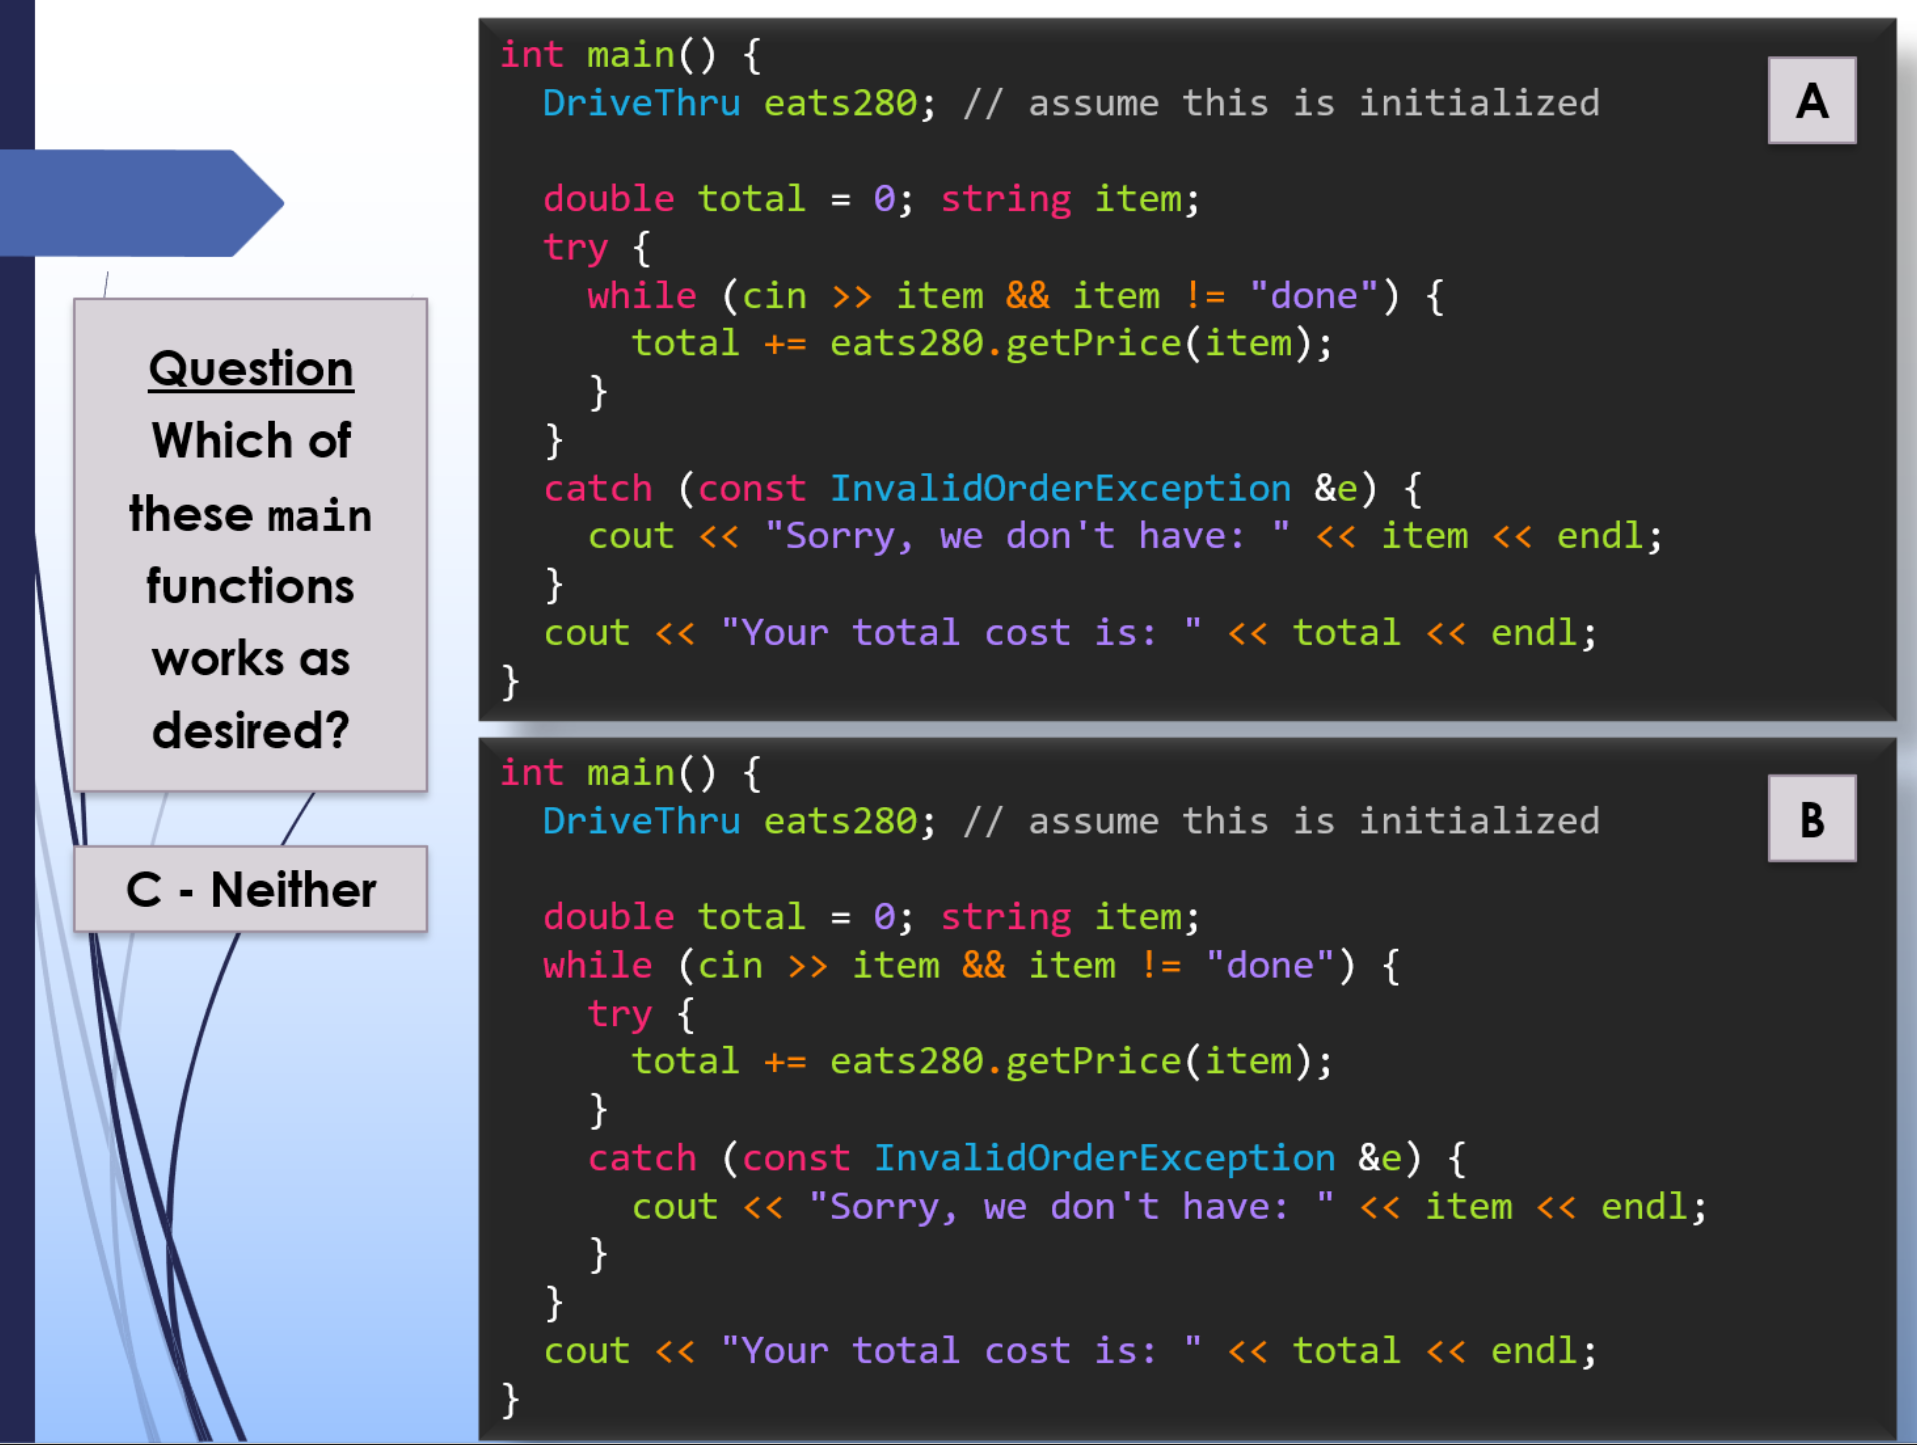 Question
Which of
these main
functions
works as
desired?
C - Neither
int main() {
  DriveThru eats280; // assume this is initialized
A
  double total = 0; string item;
  try {
    while (cin >> item && item != "done") {
      total += eats280.getPrice(item);
    }
  }
  catch (const InvalidOrderException &e) {
    cout << "Sorry, we don't have: " << item << endl;
  }
  cout << "Your total cost is: " << total << endl;
}
int main() {
  DriveThru eats280; // assume this is initialized
B
  double total = 0; string item;
  while (cin >> item && item != "done") {
    try {
      total += eats280.getPrice(item);
    }
    catch (const InvalidOrderException &e) {
      cout << "Sorry, we don't have: " << item << endl;
    }
  }
  cout << "Your total cost is: " << total << endl;
}